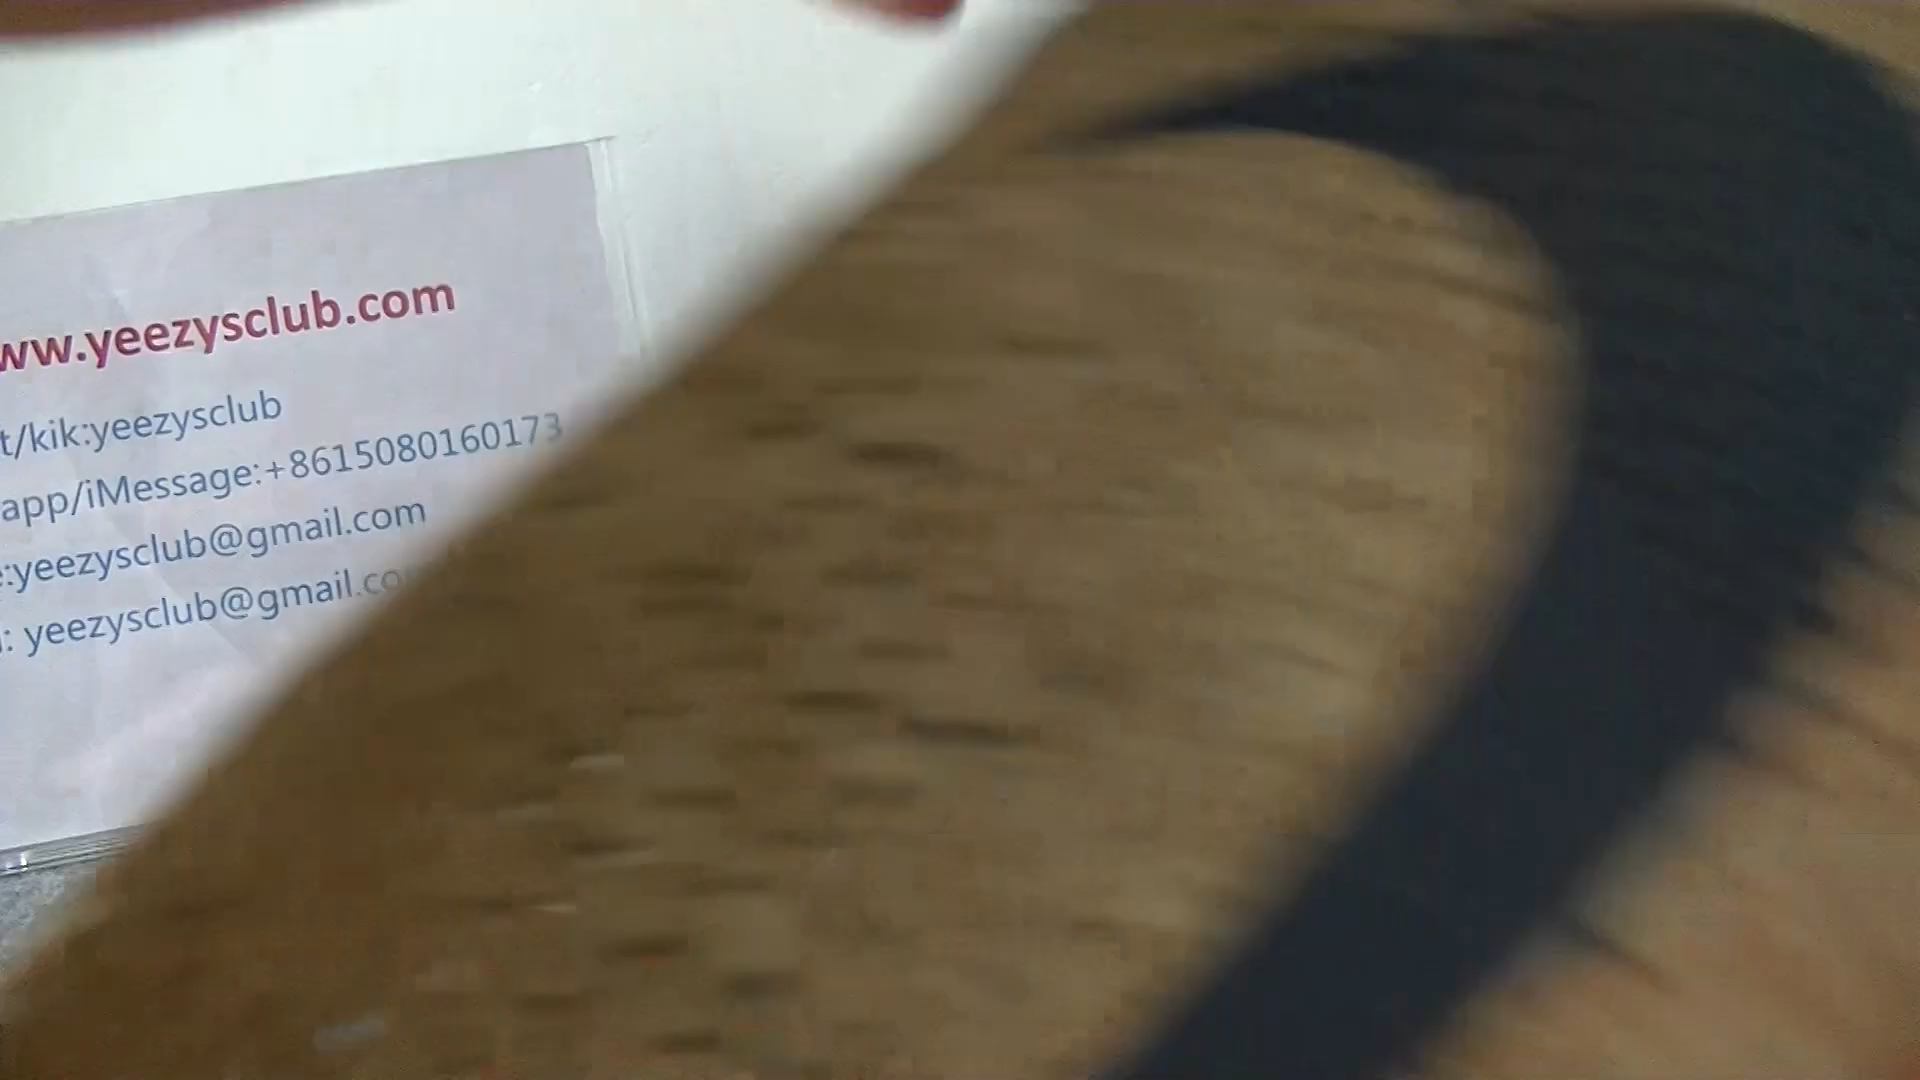 ww.yeezysclub.com
t/kik:yeezysclub
app/iMessage:+8615080160173
e:yeezysclub@gmail.com
: yeezysclub@gmail.co